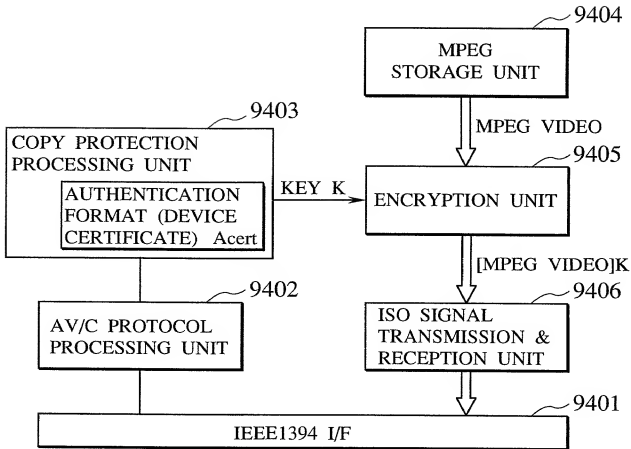 9404
MPEG
STORAGE UNIT
MPEG VIDEO
9403
COPY PROTECTION
PROCESSING UNIT
AUTHENTICATION
FORMAT (DEVICE
CERTIFICATE) Acert
KEY K
9405
ENCRYPTION UNIT
[MPEG VIDEO]K
9402
AV/C PROTOCOL
PROCESSING UNIT
9406
ISO SIGNAL
TRANSMISSION &
RECEPTION UNIT
9401
IEEE1394 I/F